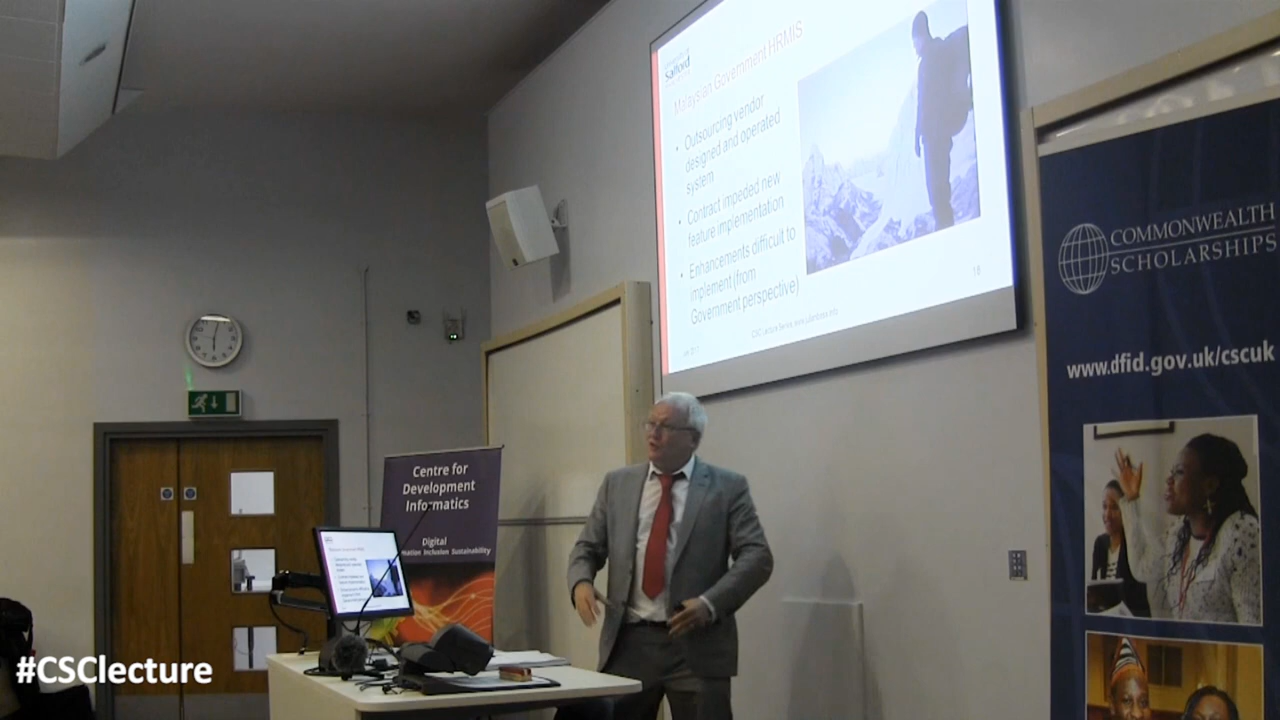 Salford
Malaysian Government HRMIS
• Outsourcing vendor
designed and operated
system
• Contract impeded new
feature implementation
• Enhancements difficult to
implement (from
Government perspective)
18
COMMONWEALTH
SCHOLARSHIPS
www.dfid.gov.uk/cscuk
Centre for
Development
Informatics
Digital
Inclusion Sustainability
#CSClecture